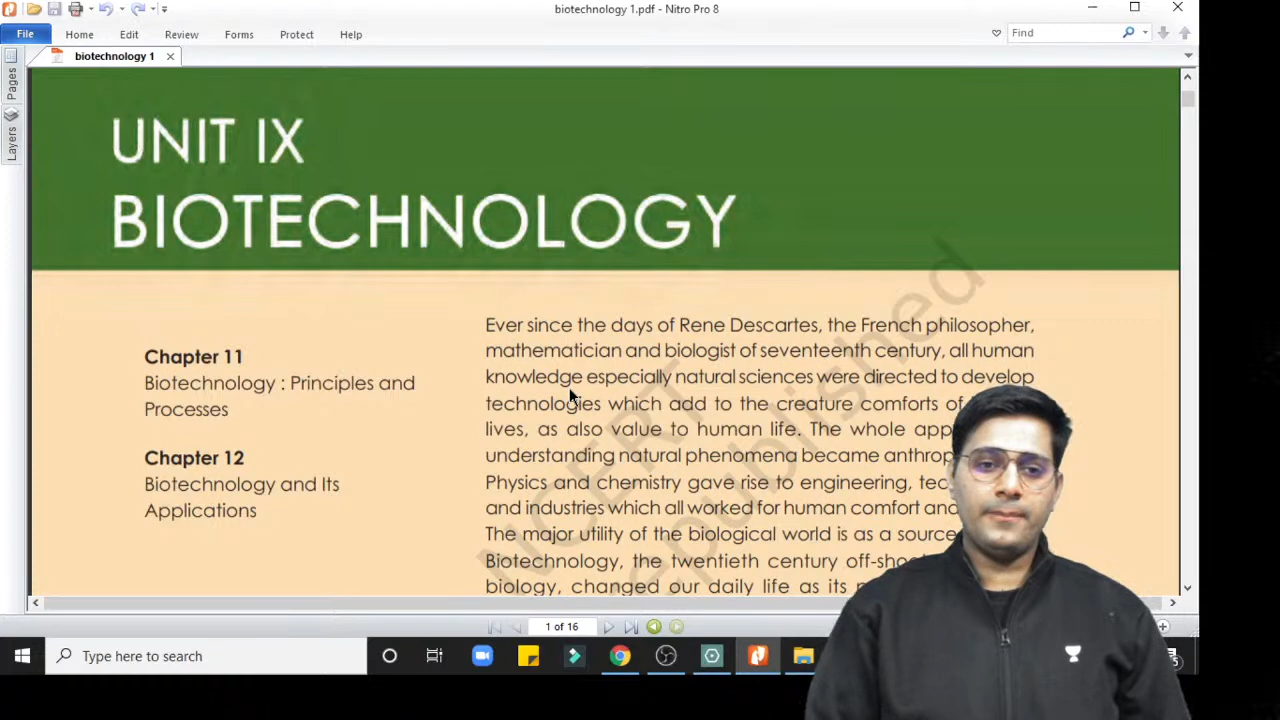 biotechnology 1.pdf - Nitro Pro 8
File Home Edit Review Forms Protect Help
Find
biotechnology 1
Pages
Layers
UNIT IX
BIOTECHNOLOGY
Chapter 11
Biotechnology : Principles and
Processes
Chapter 12
Biotechnology and Its
Applications
Ever since the days of Rene Descartes, the French philosopher,
mathematician and biologist of seventeenth century, all human
knowledge especially natural sciences were directed to develop
technologies which add to the creature comforts of
lives, as also value to human life. The whole
understanding natural phenomena became
Physics and chemistry gave rise to engineering,
and industries which all worked for human comfort
The major utility of the biological world is as a source
Biotechnology, the twentieth century
biology, changed our daily life as its
NCERT
republished
1 of 16
Type here to search
5